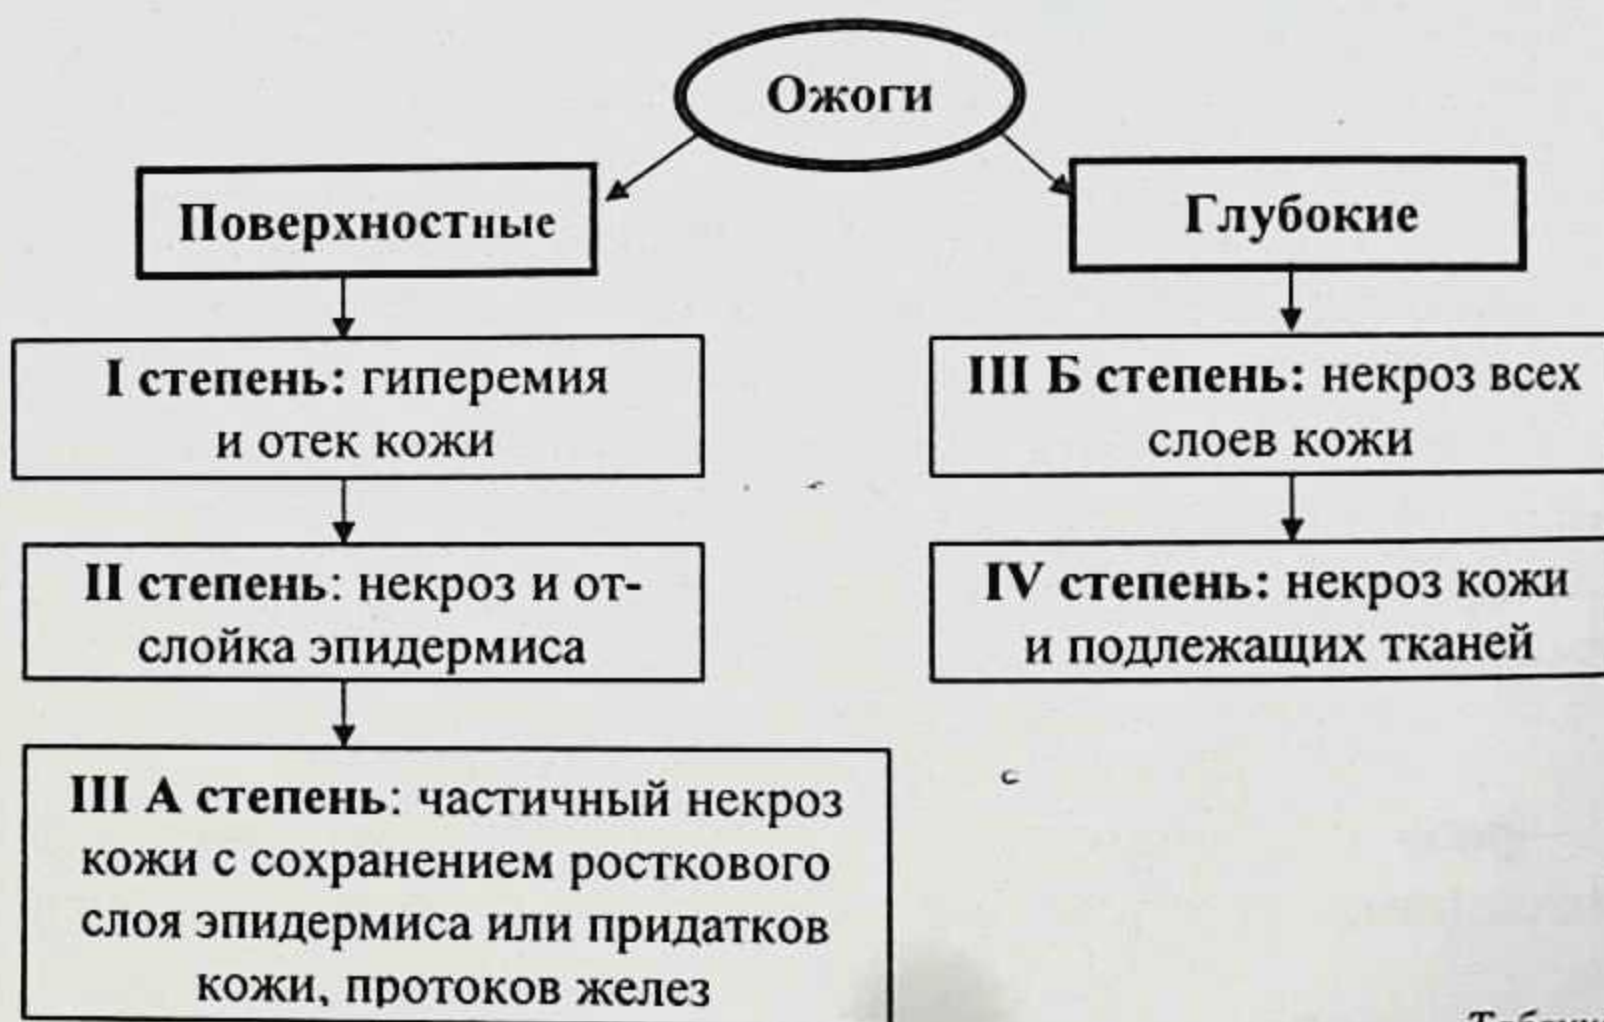 Ожоги
Поверхностные
I степень: гиперемия
и отек кожи
II степень: некроз и от-
слойка эпидермиса
III А степень: частичный некроз
кожи с сохранением росткового
слоя эпидермиса или придатков
кожи, протоков желез
Глубокие
III Б степень: некроз всех
слоев кожи
IV степень: некроз кожи
и подлежащих тканей